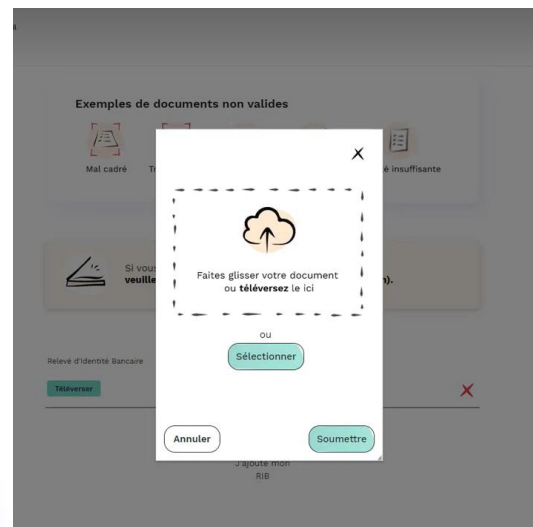 Exemples de documents non valides
Mal cadré
é insuffisante
Si vous
veuille
n).
Faites glisser votre document
ou téléversez le ici
ou
Sélectionner
Relevé d'Identité Bancaire
Téléverser
Annuler
Soumettre
J'ajoute mon
RIB